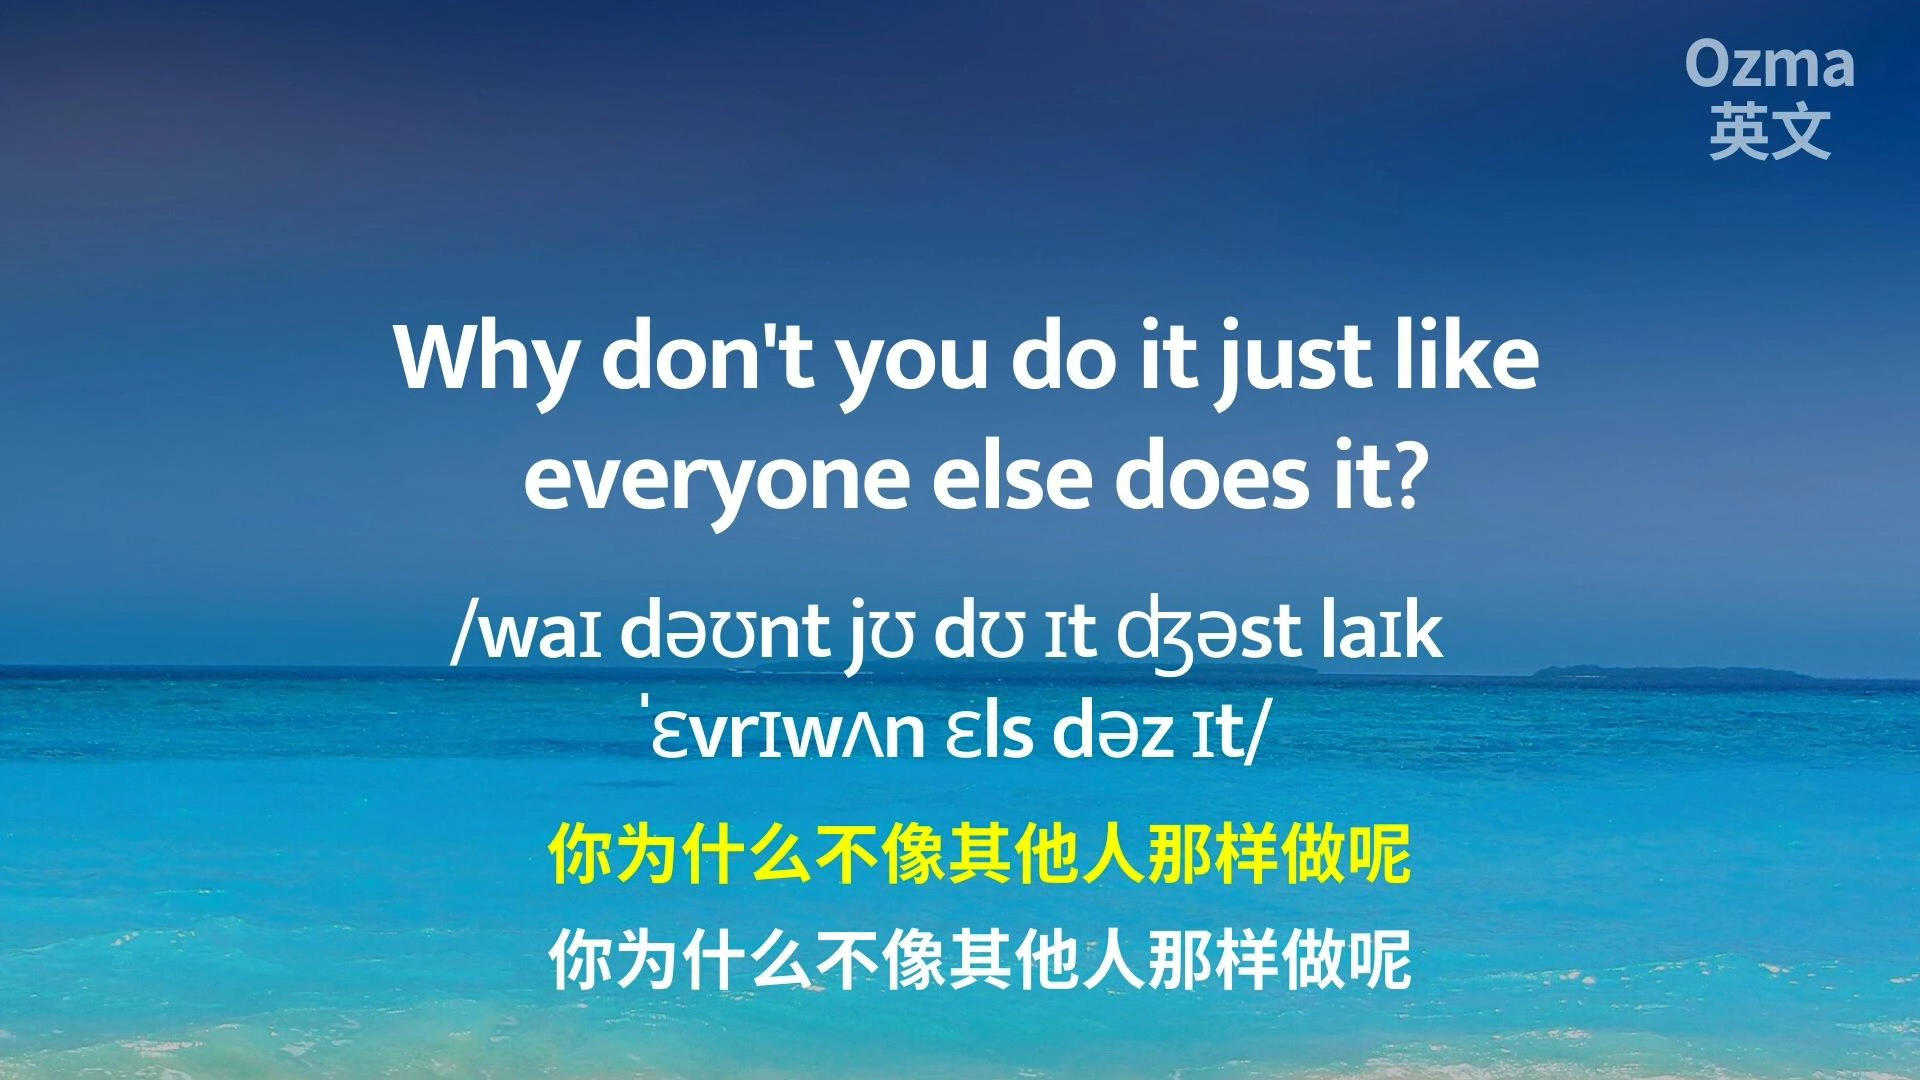 Ozma
英文
Why don't you do it just like
everyone else does it?
/waɪ dəʊnt jʊ dʊ ɪt ʤəst laɪk
ˈɛvrɪwʌn ɛls dəz ɪt/
你为什么不像其他人那样做呢
你为什么不像其他人那样做呢